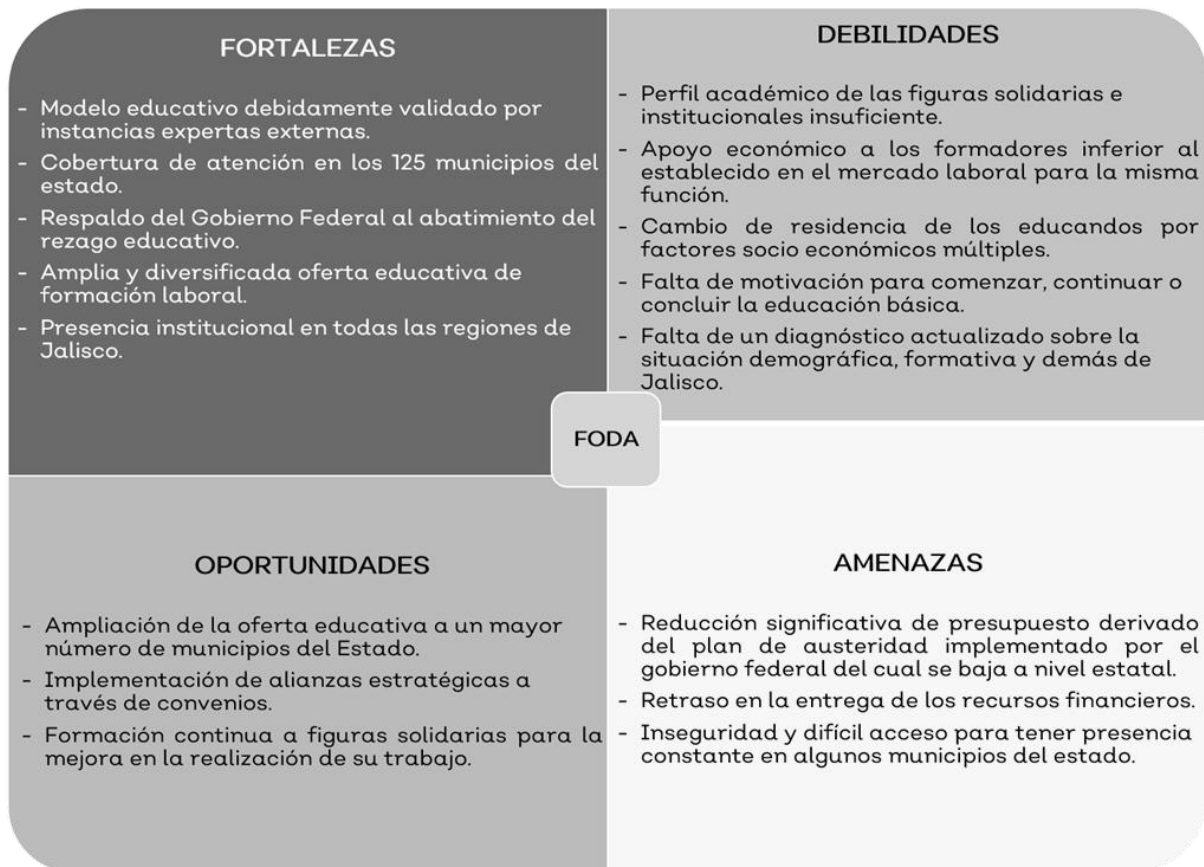 FORTALEZAS
- Modelo educativo debidamente validado por
instancias expertas externas.
- Cobertura de atención en los 125 municipios del
estado.
- Respaldo del Gobierno Federal al abatimiento del
rezago educativo.
- Amplia y diversificada oferta educativa de
formación laboral.
- Presencia institucional en todas las regiones de
Jalisco.
DEBILIDADES
- Perfil académico de las figuras solidarias e
institucionales insuficiente.
- Apoyo económico a los formadores inferior al
establecido en el mercado laboral para la misma
función.
- Cambio de residencia de los educandos por
factores socio económicos múltiples.
- Falta de motivación para comenzar, continuar o
concluir la educación básica.
- Falta de un diagnóstico actualizado sobre la
situación demográfica, formativa y demás de
Jalisco.
FODA
OPORTUNIDADES
- Ampliación de la oferta educativa a un mayor
número de municipios del Estado.
- Implementación de alianzas estratégicas a
través de convenios.
- Formación continua a figuras solidarias para la
mejora en la realización de su trabajo.
AMENAZAS
- Reducción significativa de presupuesto derivado
del plan de austeridad implementado por el
gobierno federal del cual se baja a nivel estatal.
- Retraso en la entrega de los recursos financieros.
- Inseguridad y difícil acceso para tener presencia
constante en algunos municipios del estado.